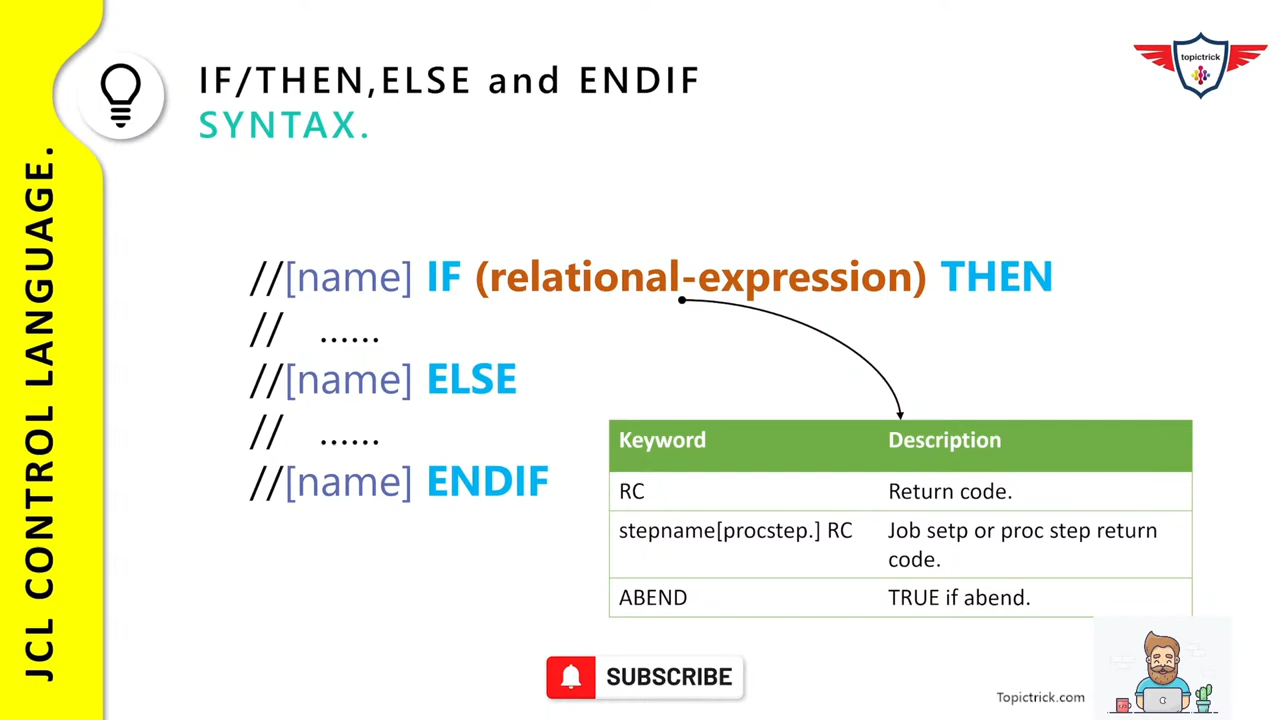 JCL CONTROL LANGUAGE.
IF/THEN,ELSE and ENDIF
SYNTAX.
topictrick
//[name] IF (relational-expression) THEN
// ......
//[name] ELSE
// ......
//[name] ENDIF
Keyword Description
RC Return code.
stepname[procstep.] RC Job setp or proc step return
code.
ABEND TRUE if abend.
SUBSCRIBE
Topictrick.com